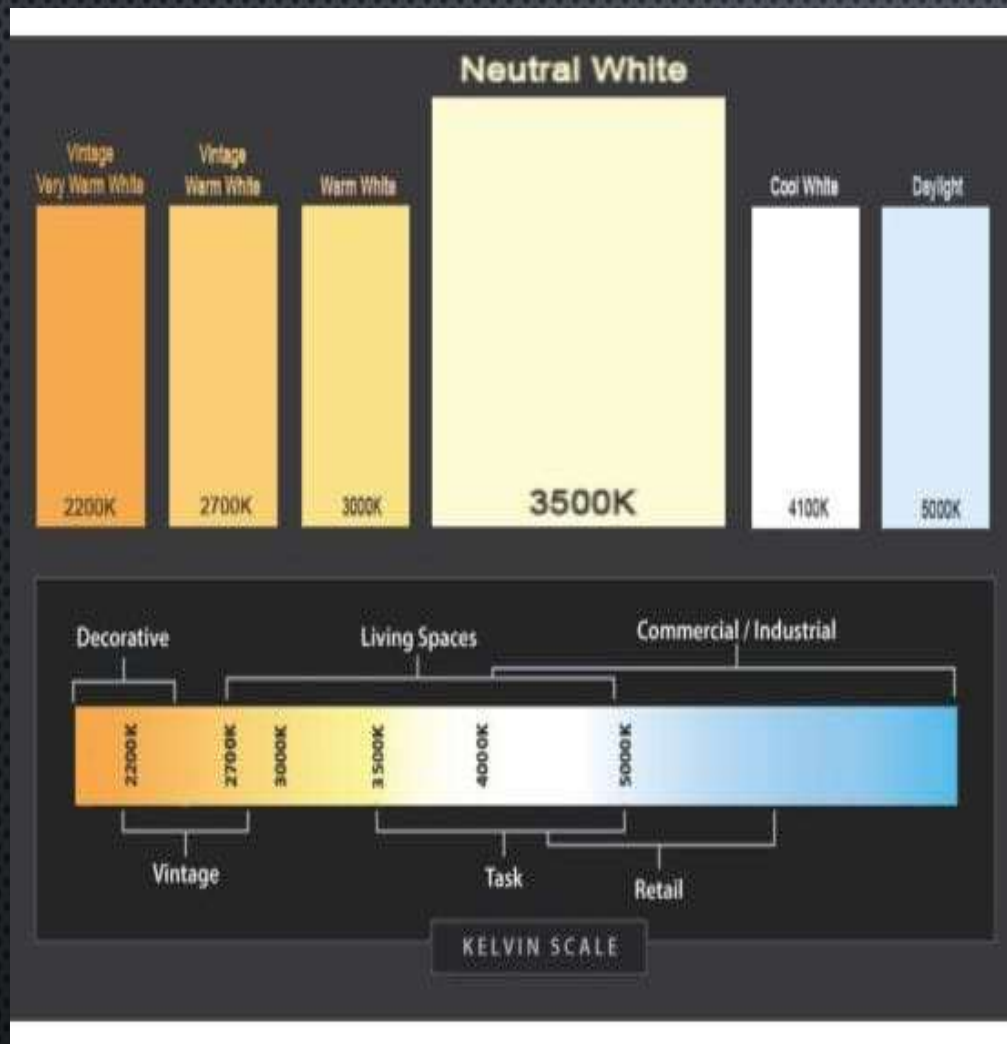 Neutral White
Vintage
Very Warm White
Vintage
Warm White
Warm White
Cool White
Daylight
2200K
2700K
3000K
3500K
4100K
5000K
Decorative
Living Spaces
Commercial / Industrial
2200K
2700K
3000K
3500K
4000K
5000K
Vintage
Task
Retail
KELVIN SCALE